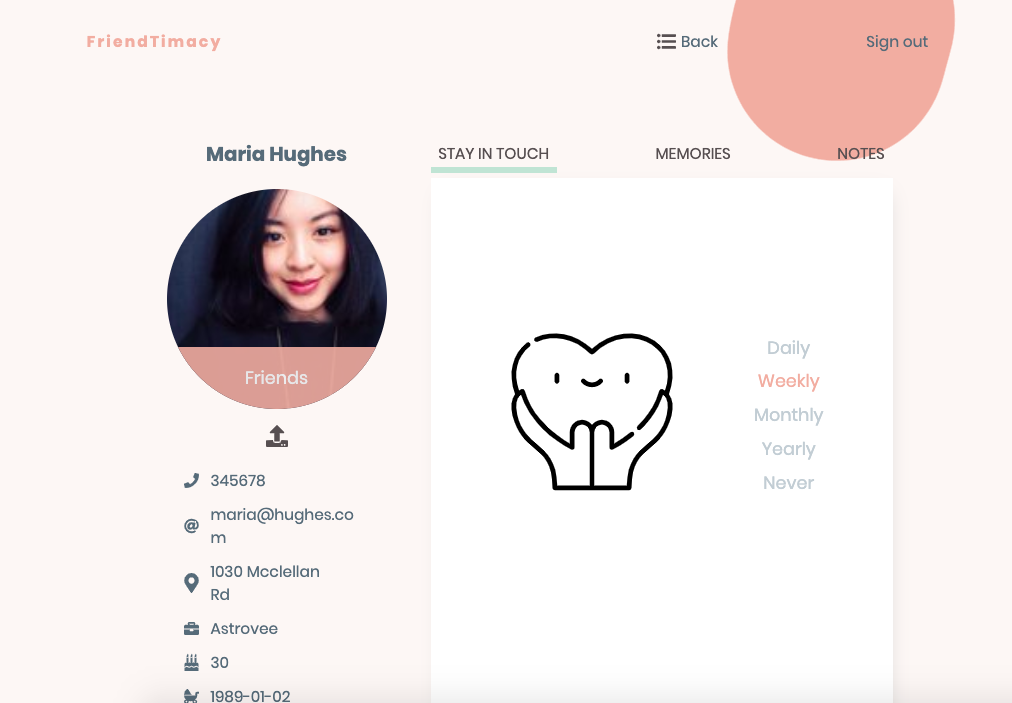 FriendTimacy
Back
Sign out
Maria Hughes
STAY IN TOUCH
MEMORIES
NOTES
Friends
345678
maria@hughes.co
m
1030 Mcclellan
Rd
Astrovee
30
1989-01-02
Daily
Weekly
Monthly
Yearly
Never